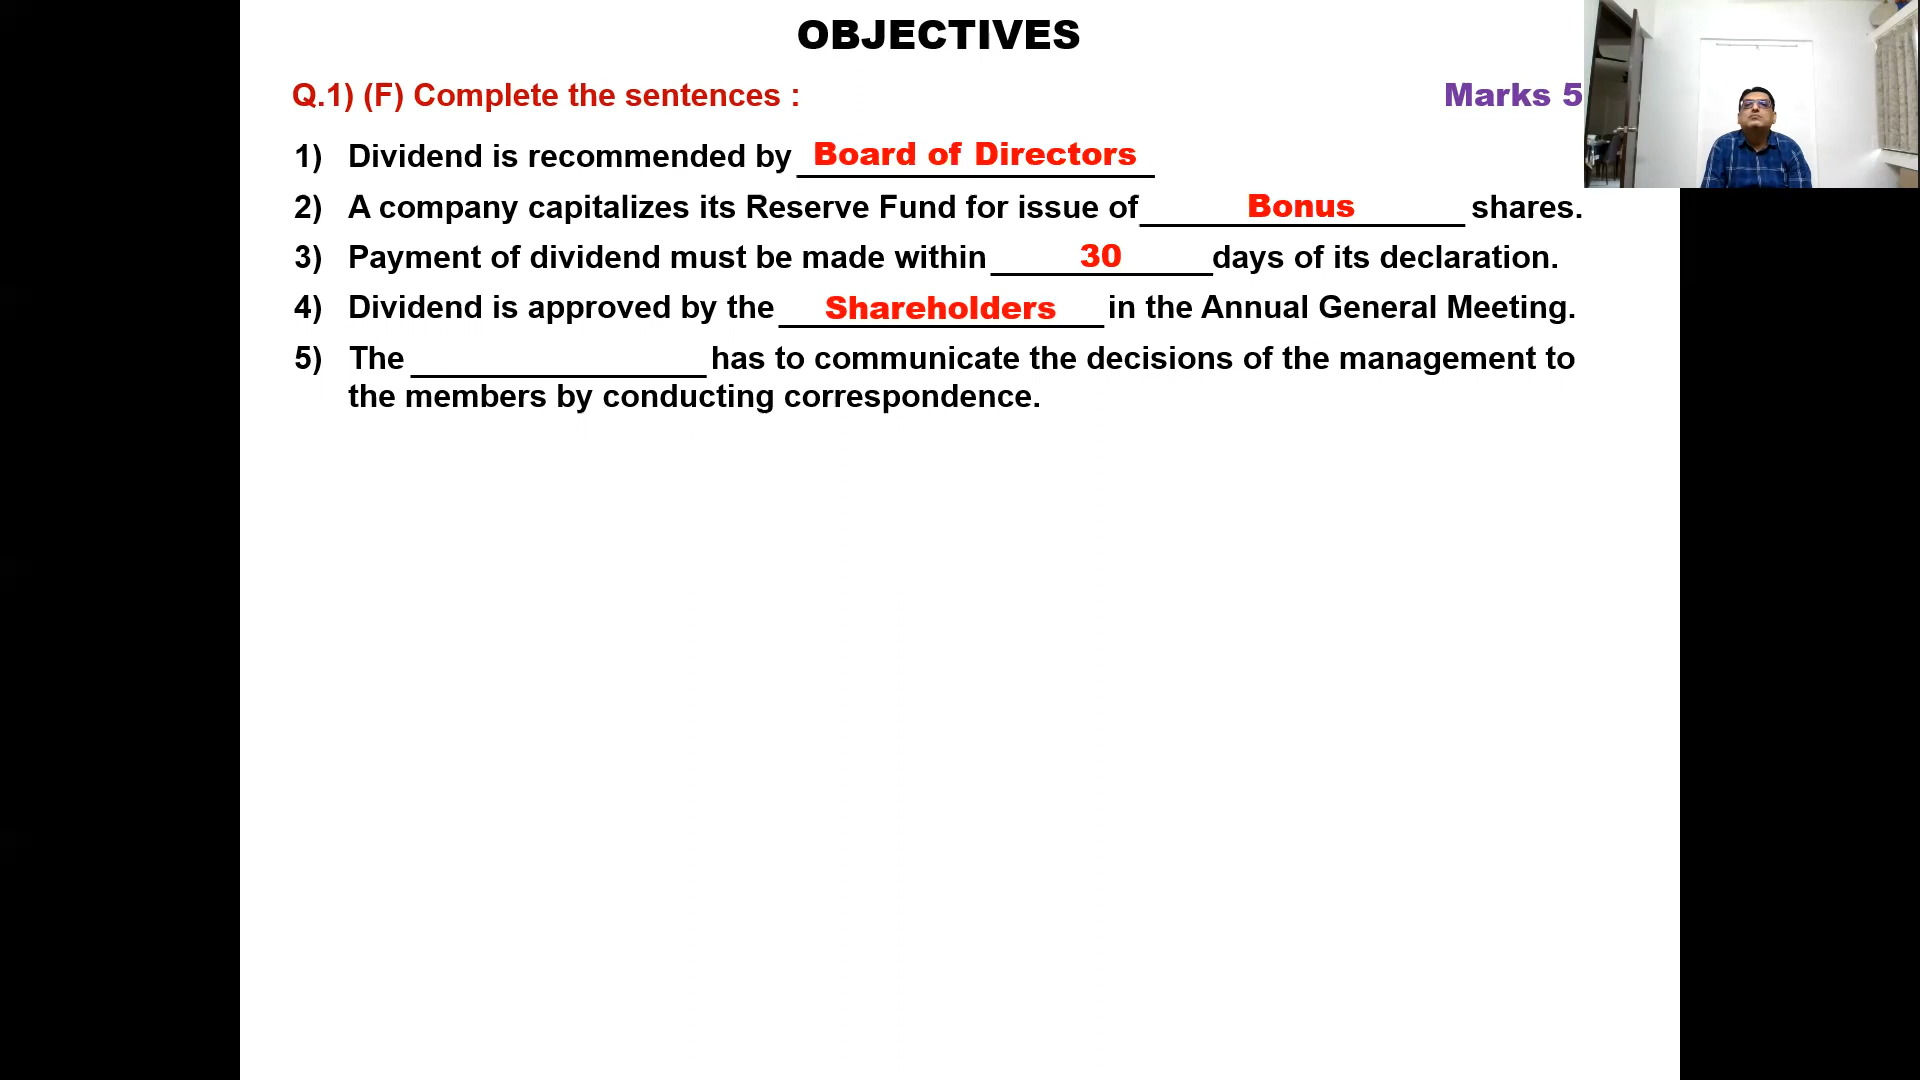 OBJECTIVES
Q.1) (F) Complete the sentences : Marks 5
1) Dividend is recommended by Board of Directors
2) A company capitalizes its Reserve Fund for issue of Bonus shares.
3) Payment of dividend must be made within 30 days of its declaration.
4) Dividend is approved by the Shareholders in the Annual General Meeting.
5) The ________________ has to communicate the decisions of the management to
the members by conducting correspondence.